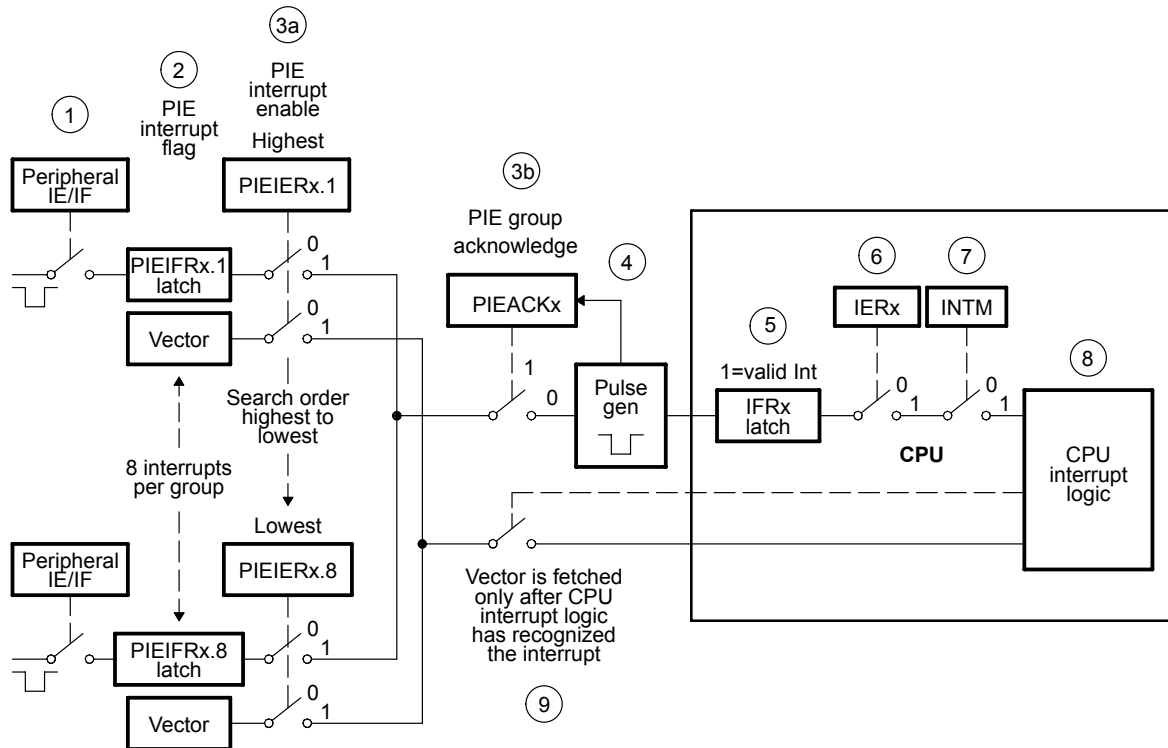 1
2
PIE
interrupt
flag
3a
PIE
interrupt
enable
Highest
Peripheral
IE/IF
PIEIERx.1
PIEIFRx.1
latch
0
1
Vector
0
1
8 interrupts
per group
Search order
highest to
lowest
Lowest
Peripheral
IE/IF
PIEIERx.8
PIEIFRx.8
latch
0
1
Vector
0
1
3b
PIE group
acknowledge
PIEACKx
1
0
4
Pulse
gen
5
1=valid Int
IFRx
latch
6
IERx
0
1
7
INTM
0
1
CPU
8
CPU
interrupt
logic
Vector is fetched
only after CPU
interrupt logic
has recognized
the interrupt
9